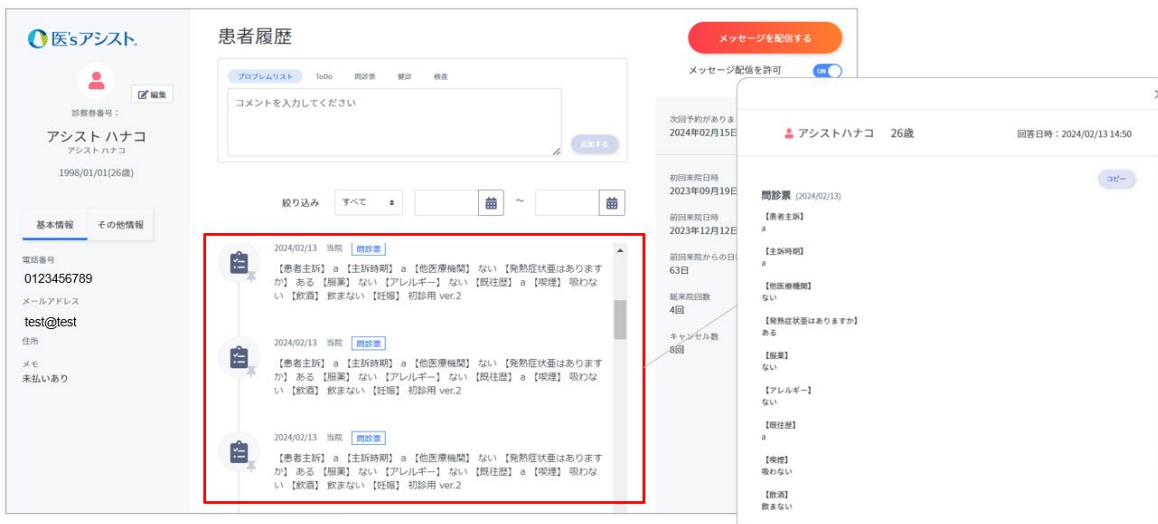 医'sアシスト.
編集
診察券番号：
アシスト ハナコ
アシスト ハナコ
1998/01/01(26歳)
基本情報 その他情報
電話番号
0123456789
メールアドレス
test@test
住所
メモ
未払いあり
患者履歴
プロブレムリスト ToDo 問診票 健診 検査
コメントを入力してください
追加する
絞り込み すべて ～
2024/02/13 当院 問診票
【患者主訴】 a 【主訴時期】 a 【他医療機関】 ない 【発熱症状亜はあります
か】 ある 【服薬】 ない 【アレルギー】 ない 【既往歴】 a 【喫煙】 吸わな
い 【飲酒】 飲まない 【妊娠】 初診用 ver.2
2024/02/13 当院 問診票
【患者主訴】 a 【主訴時期】 a 【他医療機関】 ない 【発熱症状亜はあります
か】 ある 【服薬】 ない 【アレルギー】 ない 【既往歴】 a 【喫煙】 吸わな
い 【飲酒】 飲まない 【妊娠】 初診用 ver.2
2024/02/13 当院 問診票
【患者主訴】 a 【主訴時期】 a 【他医療機関】 ない 【発熱症状亜はあります
か】 ある 【服薬】 ない 【アレルギー】 ない 【既往歴】 a 【喫煙】 吸わな
い 【飲酒】 飲まない 【妊娠】 初診用 ver.2
メッセージを配信する
メッセージ配信を許可 ON
次回予約がありま
2024年02月15日
初回来院日時
2023年09月19日
前回来院日時
2023年12月12日
前回来院からの日
63日
総来院回数
4回
キャンセル数
8回
アシストハナコ 26歳 回答日時：2024/02/13 14:50
コピー
問診票 (2024/02/13)
【患者主訴】
a
【主訴時期】
a
【他医療機関】
ない
【発熱症状亜はありますか】
ある
【服薬】
ない
【アレルギー】
ない
【既往歴】
a
【喫煙】
吸わない
【飲酒】
飲まない